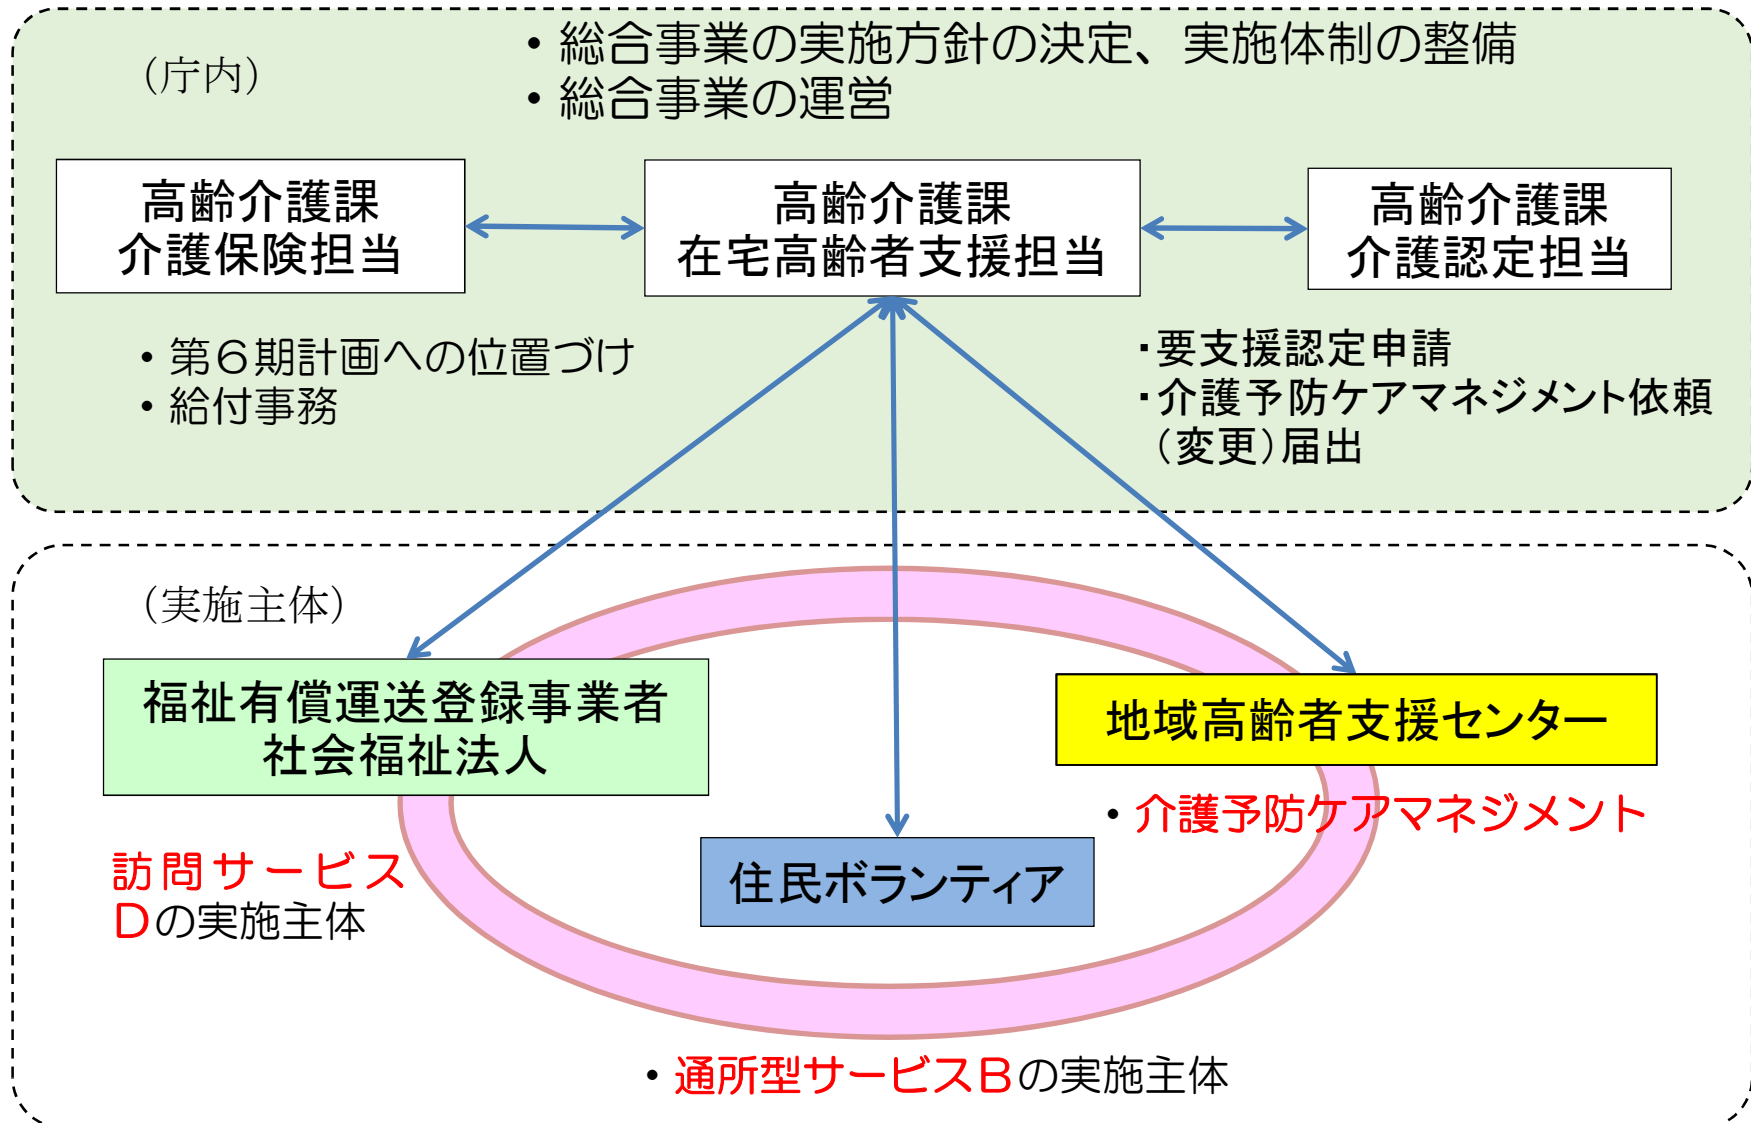 （庁内）
・総合事業の実施方針の決定、実施体制の整備
・総合事業の運営
高齢介護課
介護保険担当
高齢介護課
在宅高齢者支援担当
高齢介護課
介護認定担当
・第６期計画への位置づけ
・給付事務
・要支援認定申請
・介護予防ケアマネジメント依頼
（変更）届出
（実施主体）
福祉有償運送登録事業者
社会福祉法人
地域高齢者支援センター
・介護予防ケアマネジメント
訪問サービス
Ｄの実施主体
住民ボランティア
・通所型サービスＢの実施主体